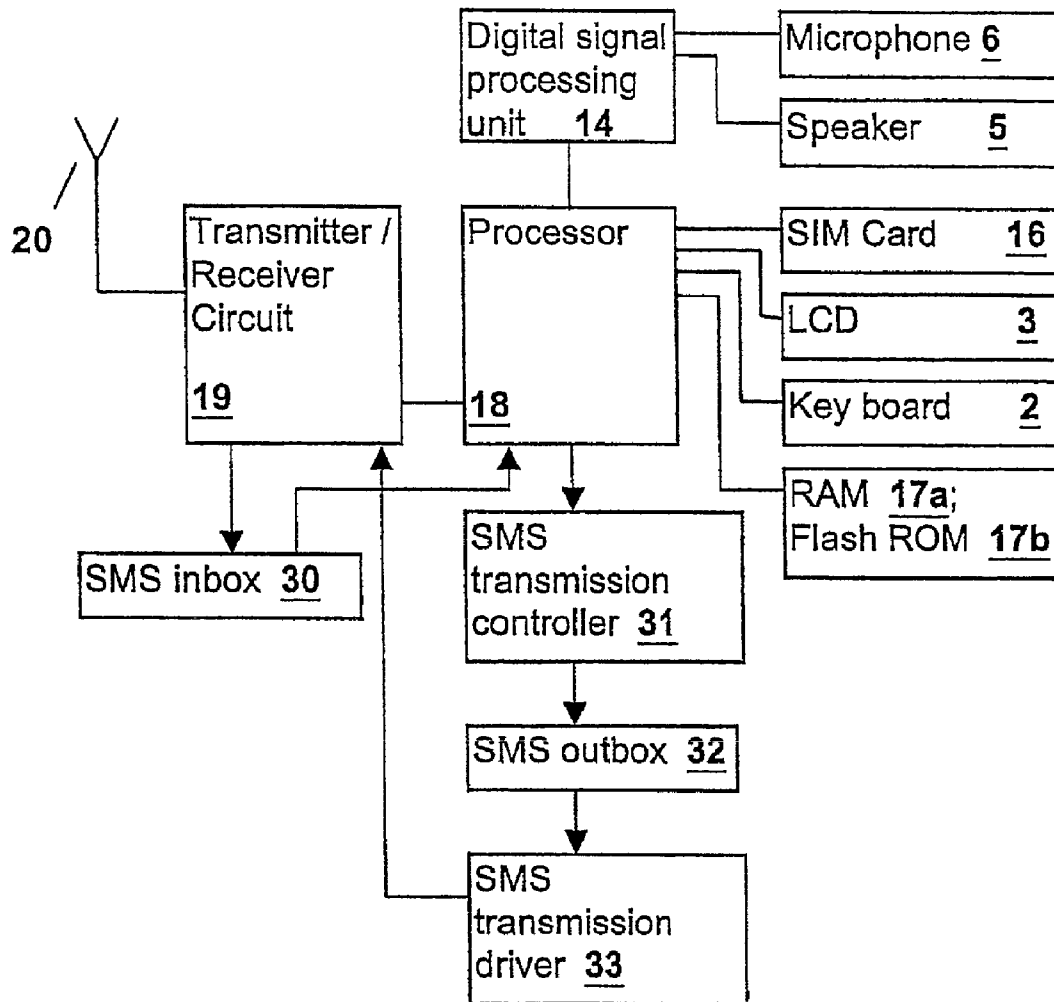 Digital signal
processing
unit 14
Microphone 6
Speaker 5
20
Transmitter /
Receiver
Circuit
19
Processor
18
SIM Card 16
LCD 3
Key board 2
RAM 17a;
Flash ROM 17b
SMS inbox 30
SMS
transmission
controller 31
SMS outbox 32
SMS
transmission
driver 33